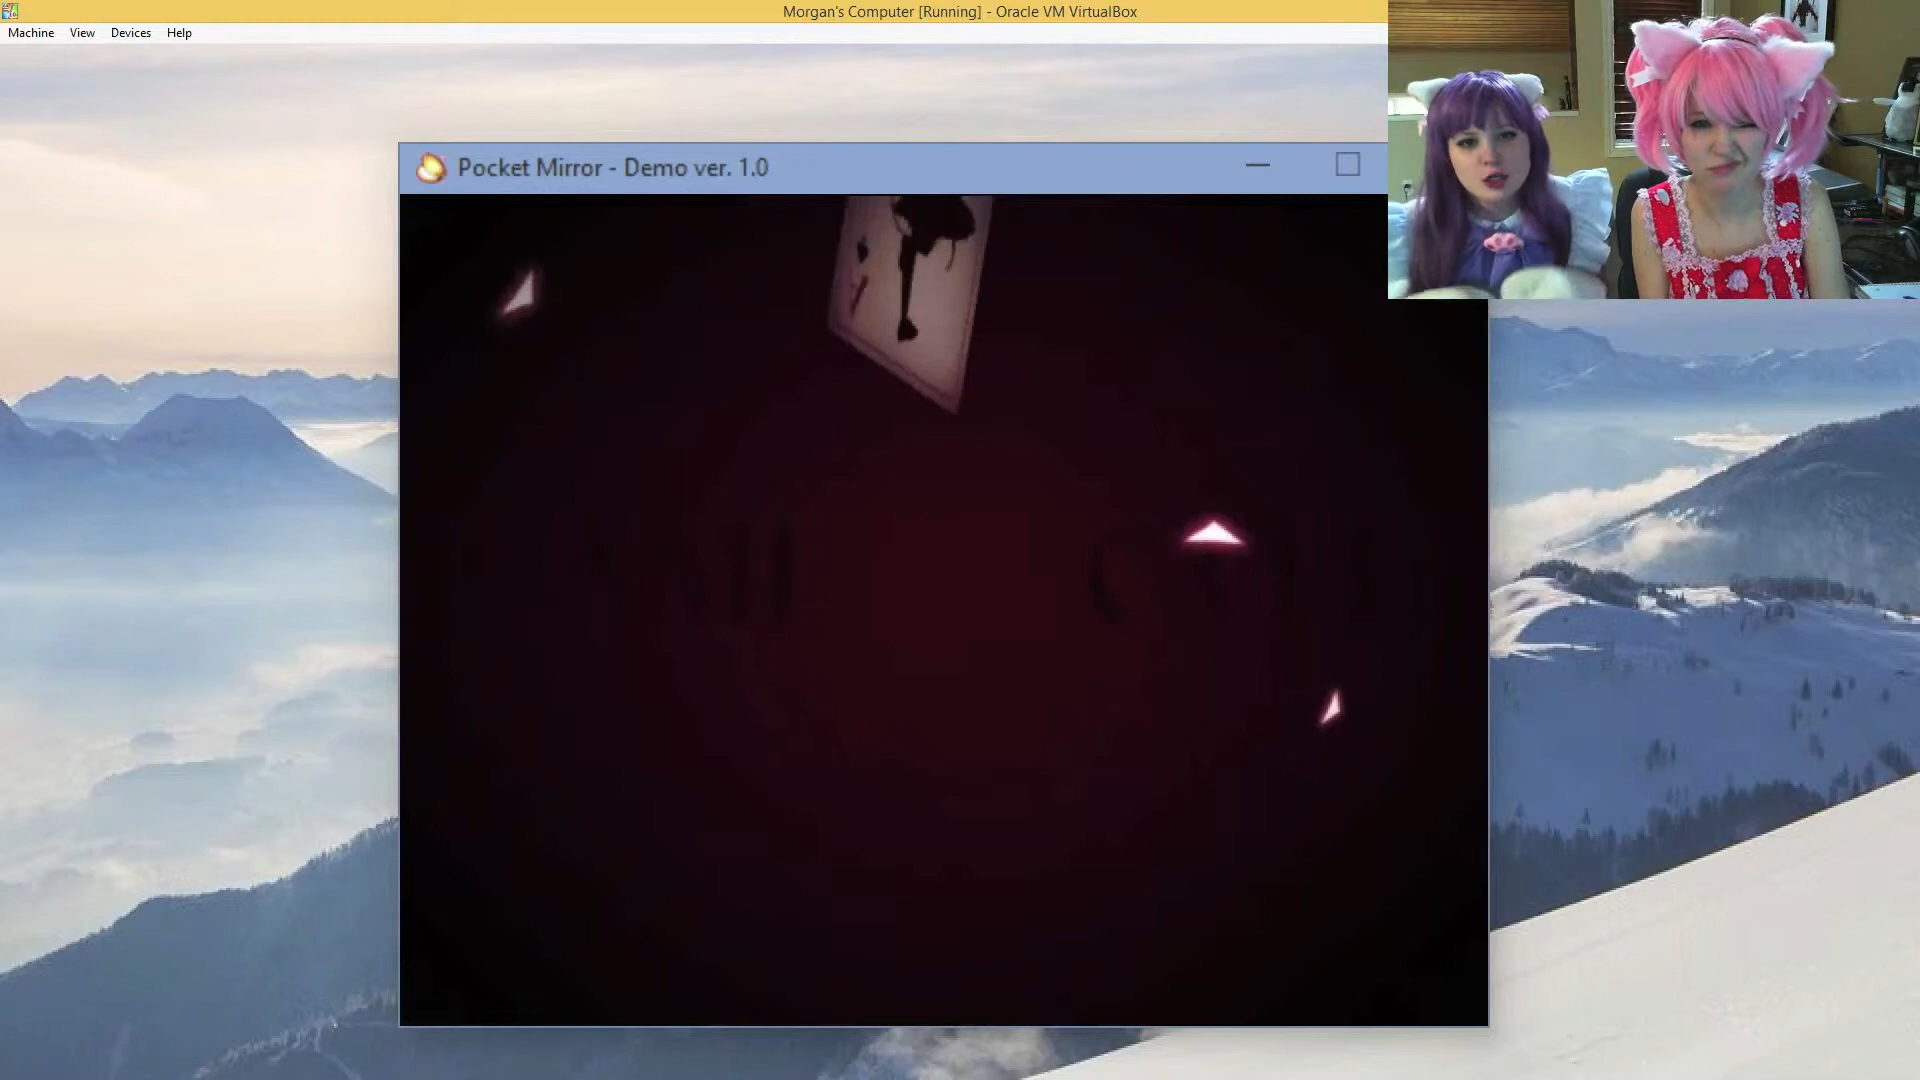 Morgan's Computer [Running] - Oracle VM VirtualBox
Machine View Devices Help
Pocket Mirror - Demo ver. 1.0